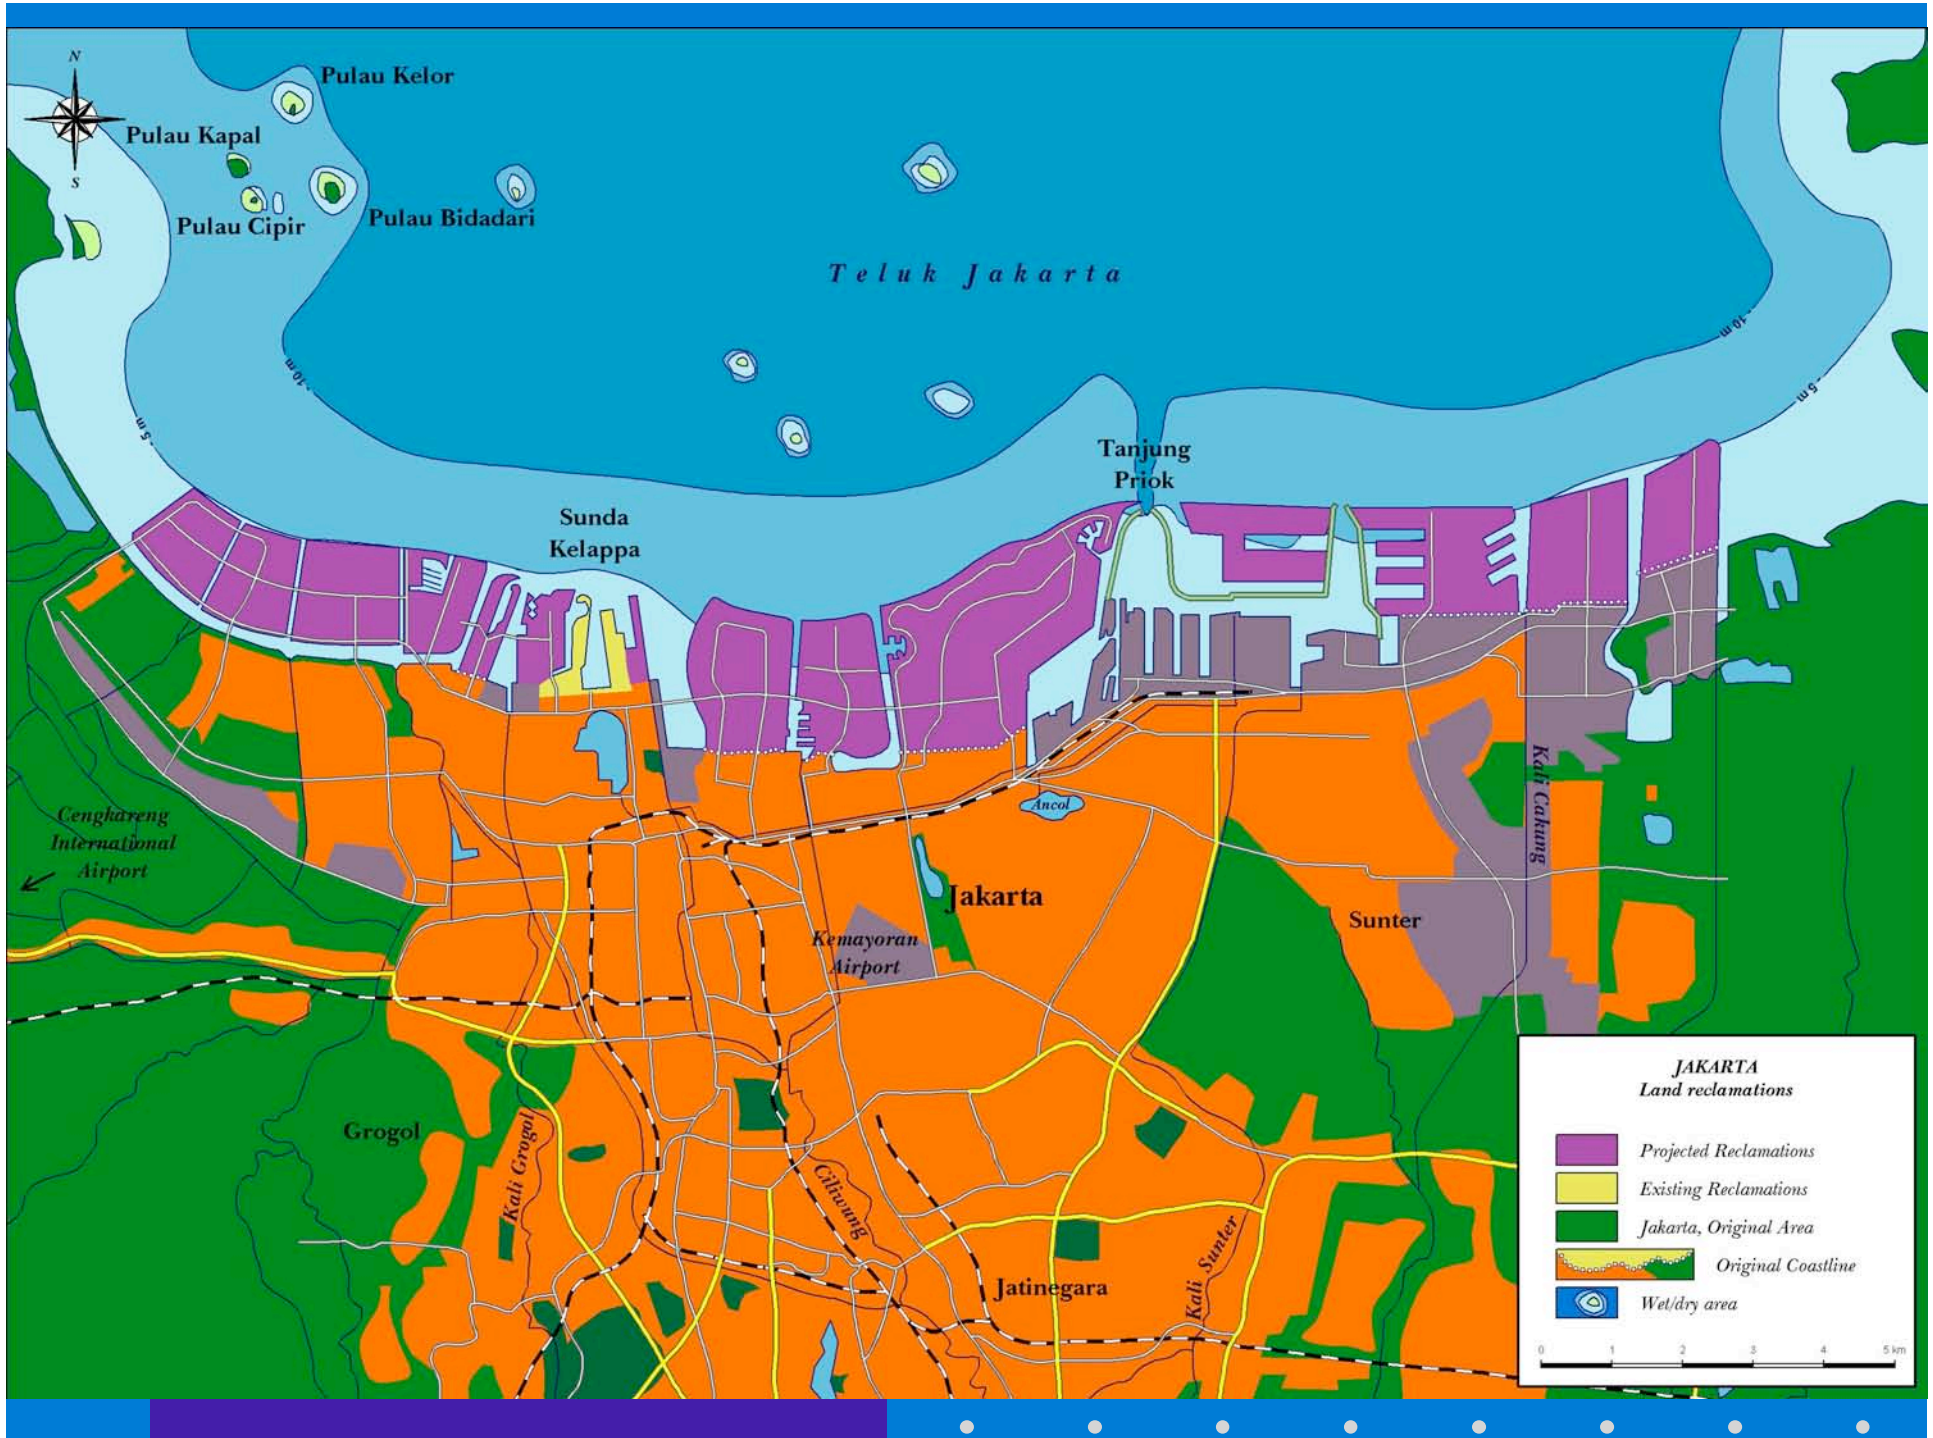 N
Pulau Kelor
Pulau Kapal
S
Pulau Cipir
Pulau Bidadari
Teluk Jakarta
- 10 m
- 10 m
- 5 m
- 5 m
Tanjung
Priok
Sunda
Kelappa
Cengkareng
International
Airport
Ancol
Kali Cakung
Jakarta
Sunter
Kemayoran
Airport
Grogol
Kali Grogol
Ciliwung
Kali Sunter
Jatinegara
JAKARTA
Land reclamations
Projected Reclamations
Existing Reclamations
Jakarta, Original Area
Original Coastline
Wet/dry area
0 1 2 3 4 5 km